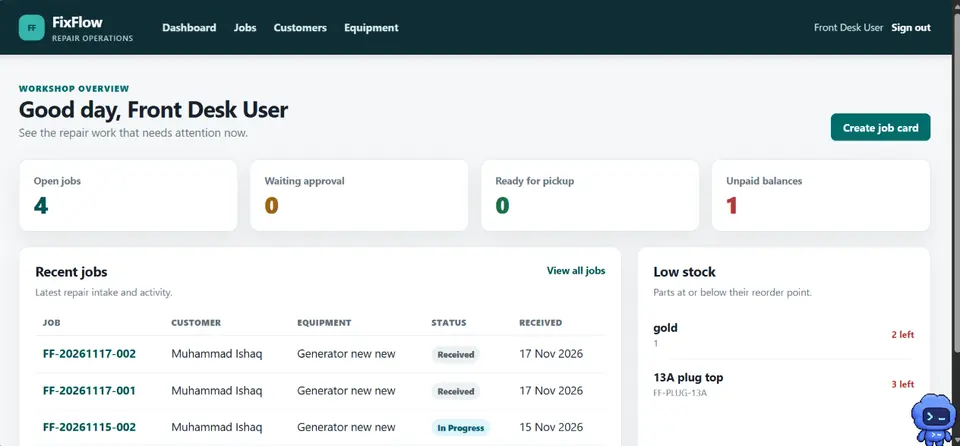 FF
FixFlow
REPAIR OPERATIONS
Dashboard Jobs Customers Equipment
Front Desk User Sign out
WORKSHOP OVERVIEW
Good day, Front Desk User
See the repair work that needs attention now.
Create job card
Open jobs
4
Waiting approval
0
Ready for pickup
0
Unpaid balances
1
Recent jobs
View all jobs
Latest repair intake and activity.
JOB CUSTOMER EQUIPMENT STATUS RECEIVED
FF-20261117-002 Muhammad Ishaq Generator new new Received 17 Nov 2026
FF-20261117-001 Muhammad Ishaq Generator new new Received 17 Nov 2026
FF-20261115-002 Muhammad Ishaq Generator new new In Progress 15 Nov 2026
Low stock
Parts at or below their reorder point.
gold
1
2 left
13A plug top
FF-PLUG-13A
3 left